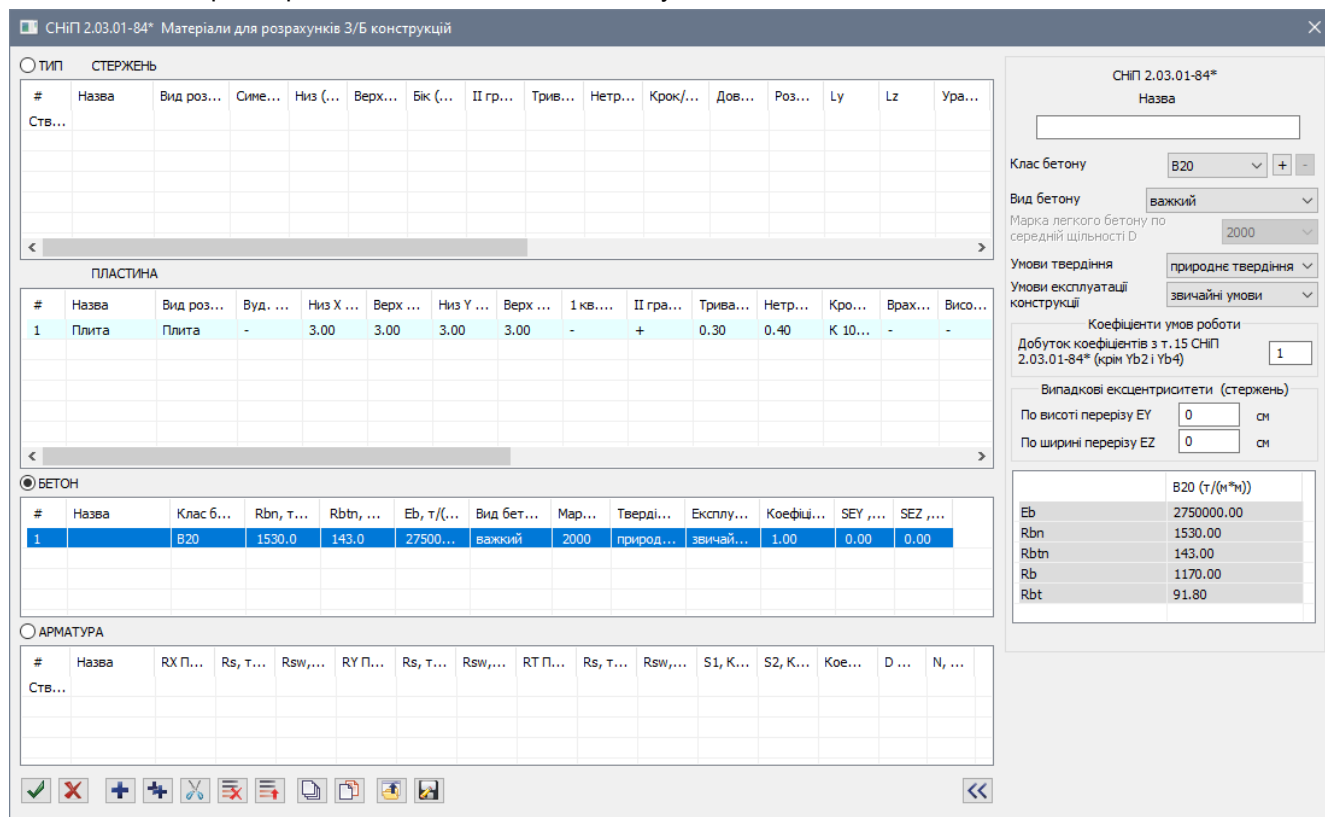 СНіП 2.03.01-84* Матеріали для розрахунків З/Б конструкцій
ТИП СТЕРЖЕНЬ
# Назва Вид роз... Симе... Низ (... Верх... Бік (... II гр... Трив... Нетр... Крок/... Дов... Роз... Ly Lz Ура...
Ств...
ПЛАСТИНА
# Назва Вид роз... Вуд. ... Низ X ... Верх ... Низ Y ... Верх ... 1 кв.... II гра... Трива... Нетр... Кро... Врах... Висо...
1 Плита Плита - 3.00 3.00 3.00 3.00 - + 0.30 0.40 К 10... - -
БЕТОН
# Назва Клас б... Rbn, т... Rbtn, ... Eb, т/(... Вид бет... Мар... Тверді... Експлу... Коефіці... SEY ,... SEZ ,...
1 B20 1530.0 143.0 27500... важкий 2000 природ... звичай... 1.00 0.00 0.00
АРМАТУРА
# Назва RX П... Rs, т... Rsw,... RY П... Rs, т... Rsw,... RT П... Rs, т... Rsw,... S1, К... S2, К... Кое... D ... N, ...
Ств...
СНіП 2.03.01-84*
Назва
Клас бетону B20 + -
Вид бетону важкий
Марка легкого бетону по
середній щільності D 2000
Умови твердіння природнє твердіння
Умови експлуатації
конструкції звичайні умови
Коефіцієнти умов роботи
Добуток коефіцієнтів з т.15 СНіП
2.03.01-84* (крім Yb2 і Yb4) 1
Випадкові ексцентриситети (стержень)
По висоті перерізу EY 0 см
По ширині перерізу EZ 0 см
B20 (т/(м*м))
Eb 2750000.00
Rbn 1530.00
Rbtn 143.00
Rb 1170.00
Rbt 91.80